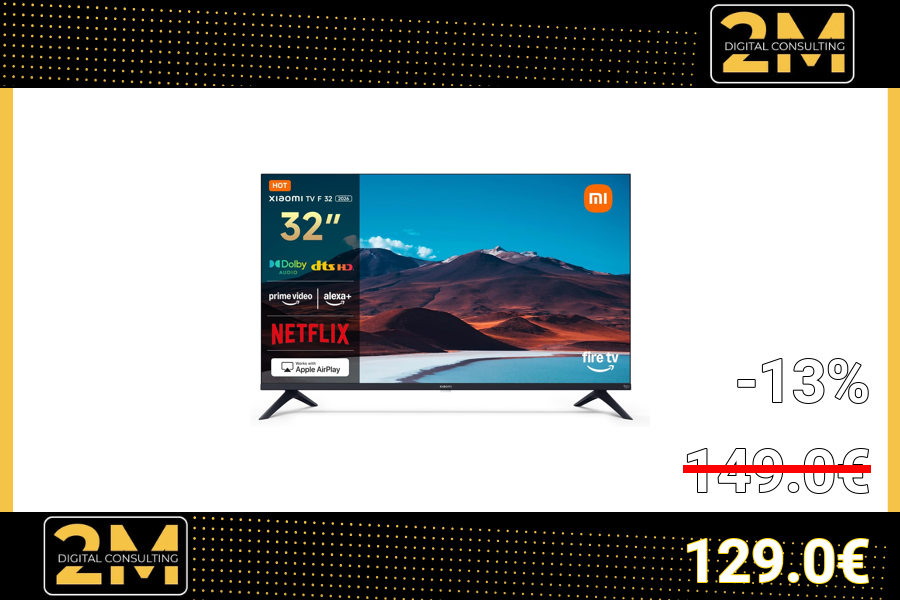 2M
DIGITAL CONSULTING
HOT
xiaomi TV F 32 2026
32"
Dolby AUDIO
dts HD
prime video
alexa+
NETFLIX
Works with
Apple AirPlay
mi
fire tv
xiaomi
-13%
149.0€
2M
DIGITAL CONSULTING
129.0€